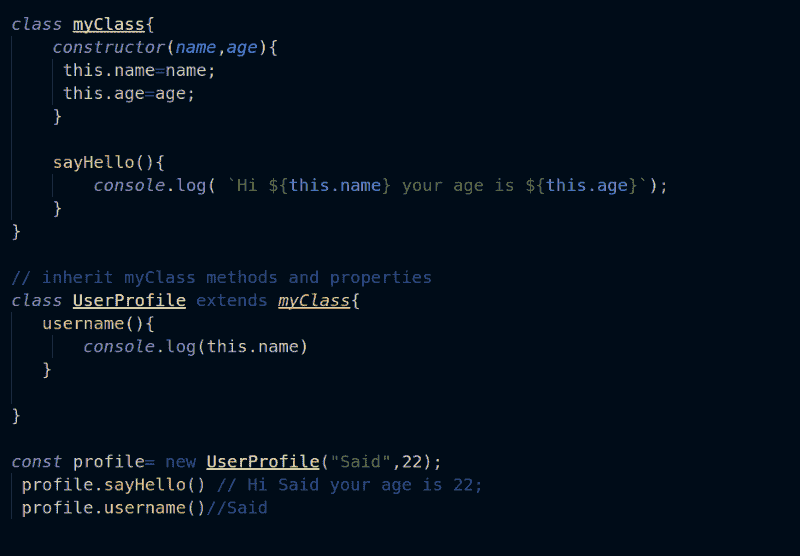 class myClass{
constructor(name,age){
this.name=name;
this.age=age;
}
sayHello(){
console.log( `Hi ${this.name} your age is ${this.age}`);
}
}
// inherit myClass methods and properties
class UserProfile extends myClass{
username(){
console.log(this.name)
}
}
const profile= new UserProfile("Said",22);
profile.sayHello() // Hi Said your age is 22;
profile.username()//Said